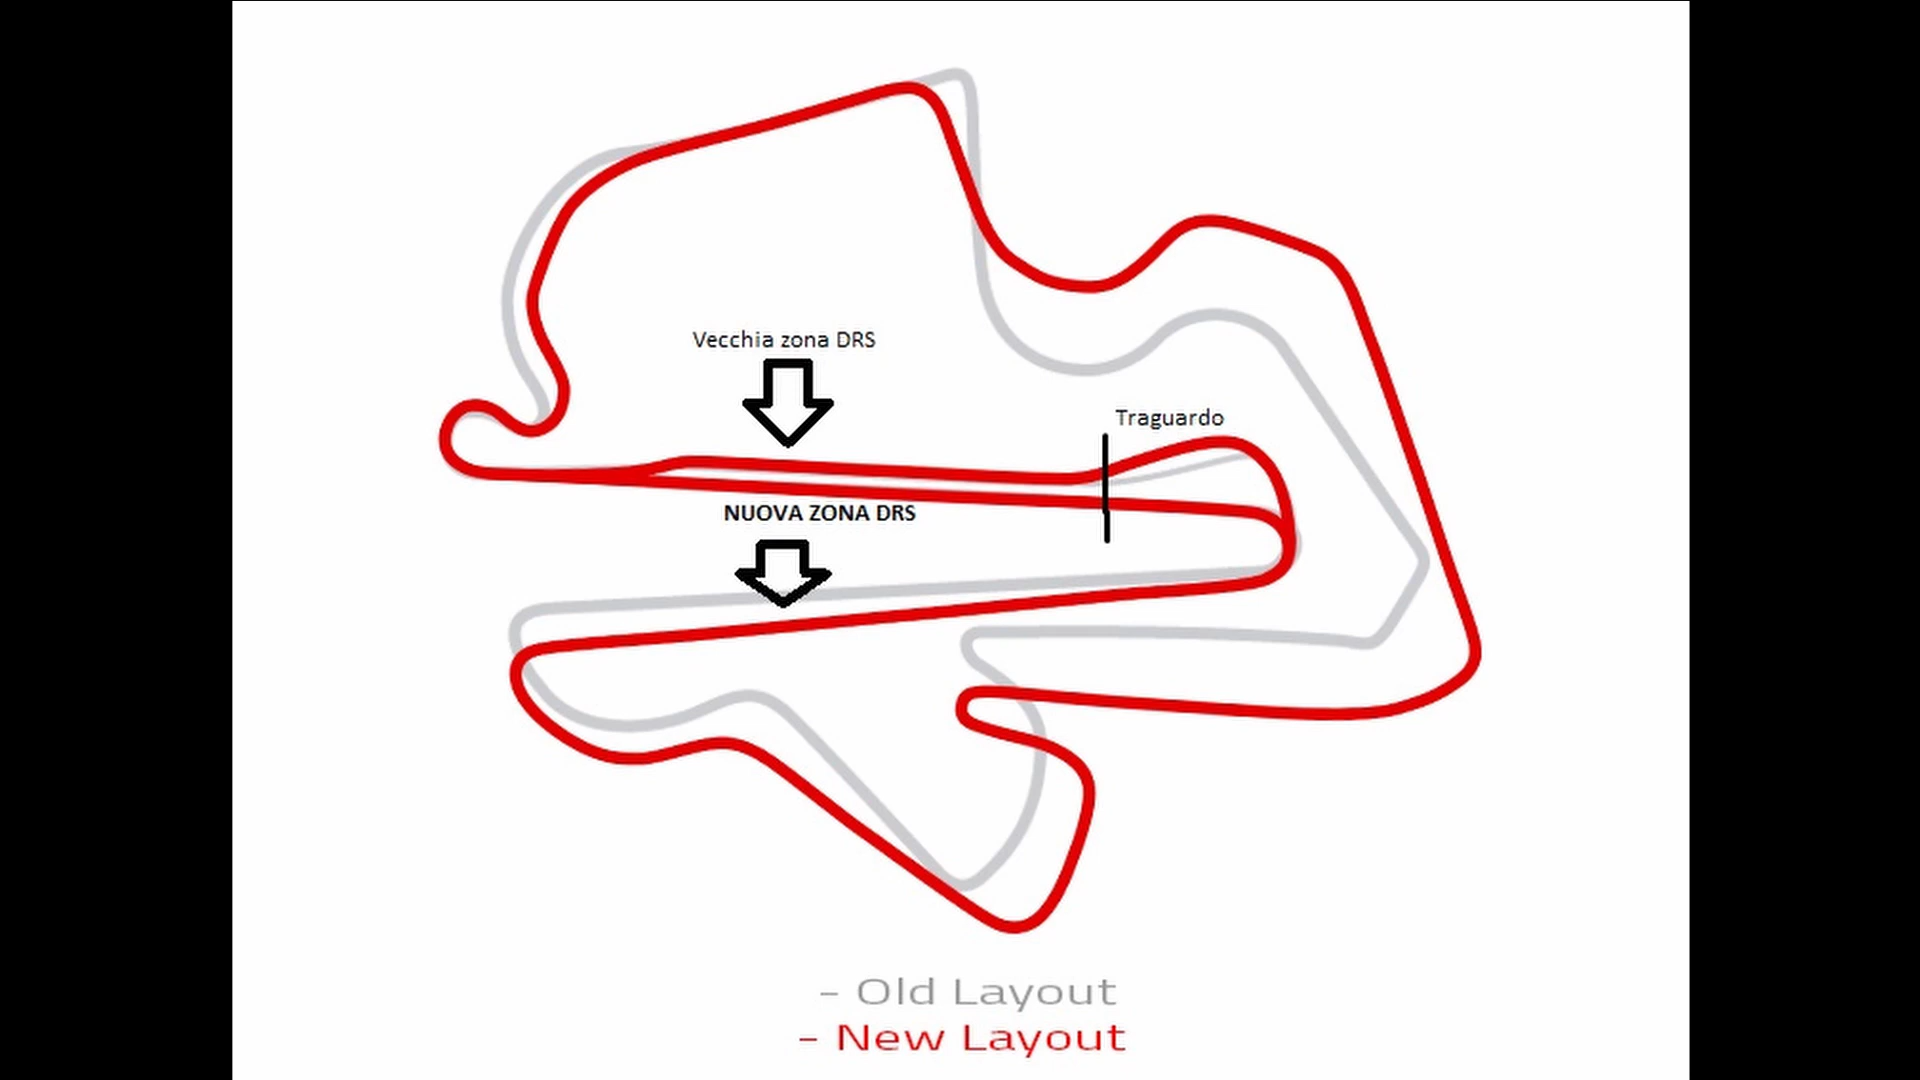 Vecchia zona DRS
Traguardo
NUOVA ZONA DRS
- Old Layout
- New Layout